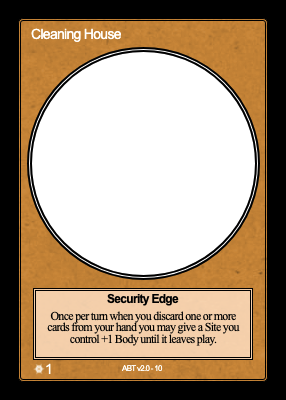 Cleaning House
Security Edge
Once per turn when you discard one or more
cards from your hand you may give a Site you
control +1 Body until it leaves play.
1
ABT v2.0 - 10